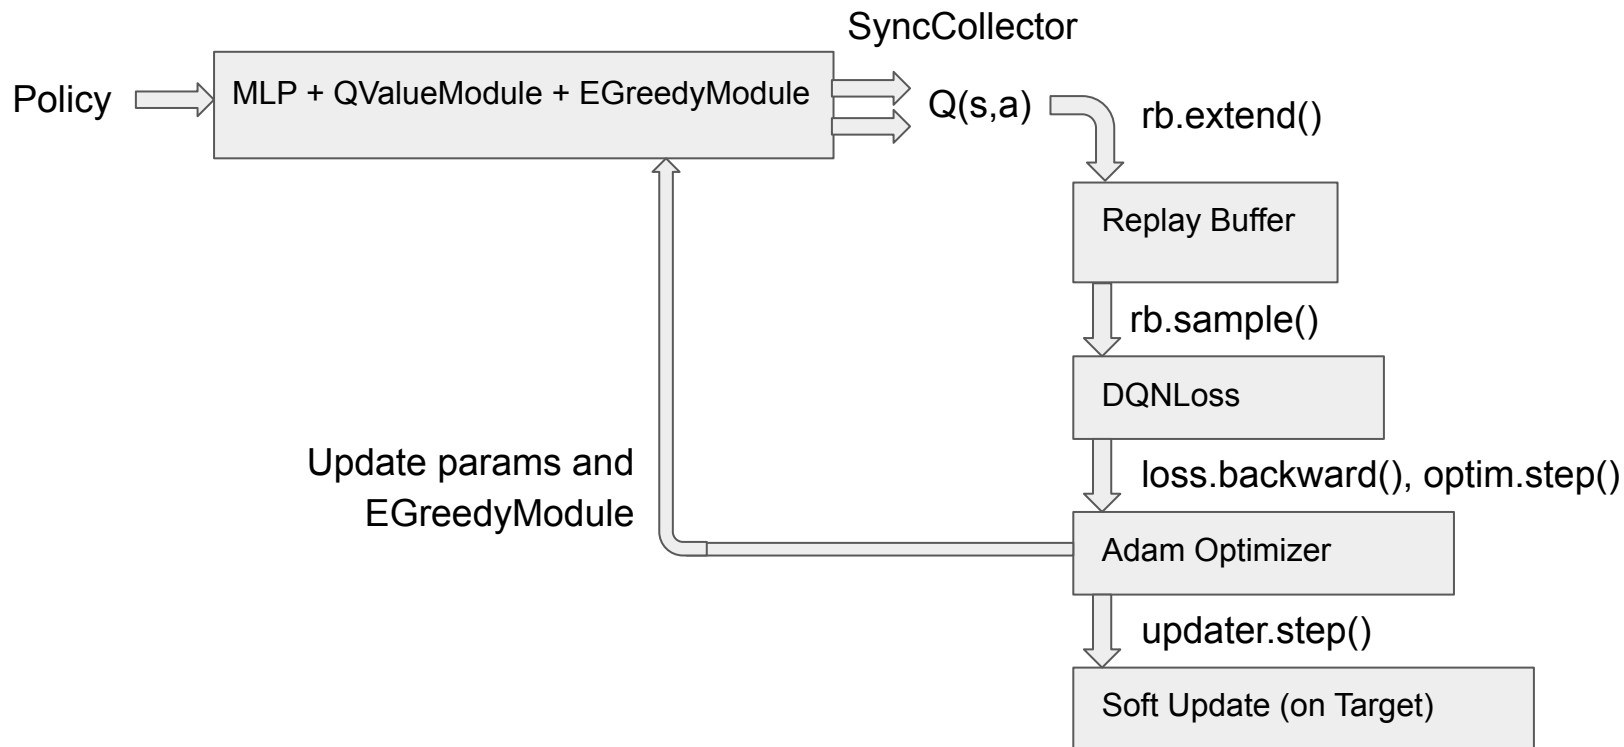 SyncCollector
Policy
MLP + QValueModule + EGreedyModule
Q(s,a)
rb.extend()
Replay Buffer
rb.sample()
DQNLoss
Update params and
EGreedyModule
loss.backward(), optim.step()
Adam Optimizer
updater.step()
Soft Update (on Target)